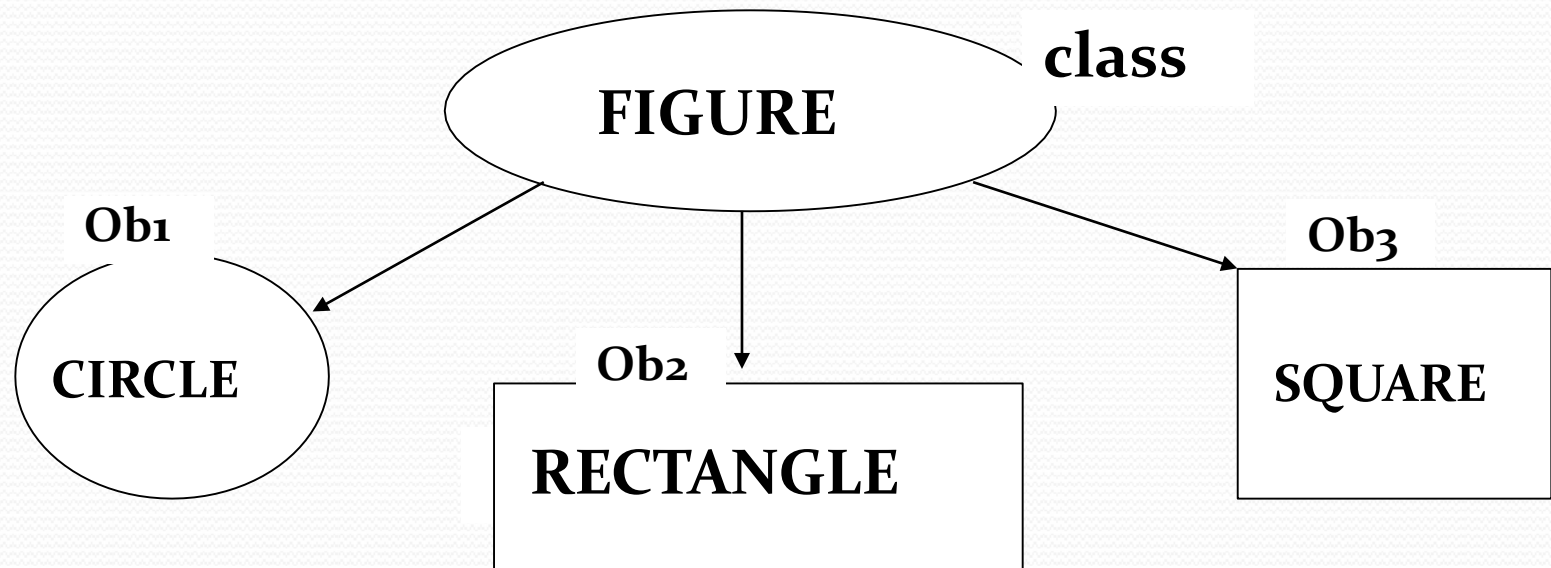 class
FIGURE
Ob1
CIRCLE
Ob2
RECTANGLE
Ob3
SQUARE